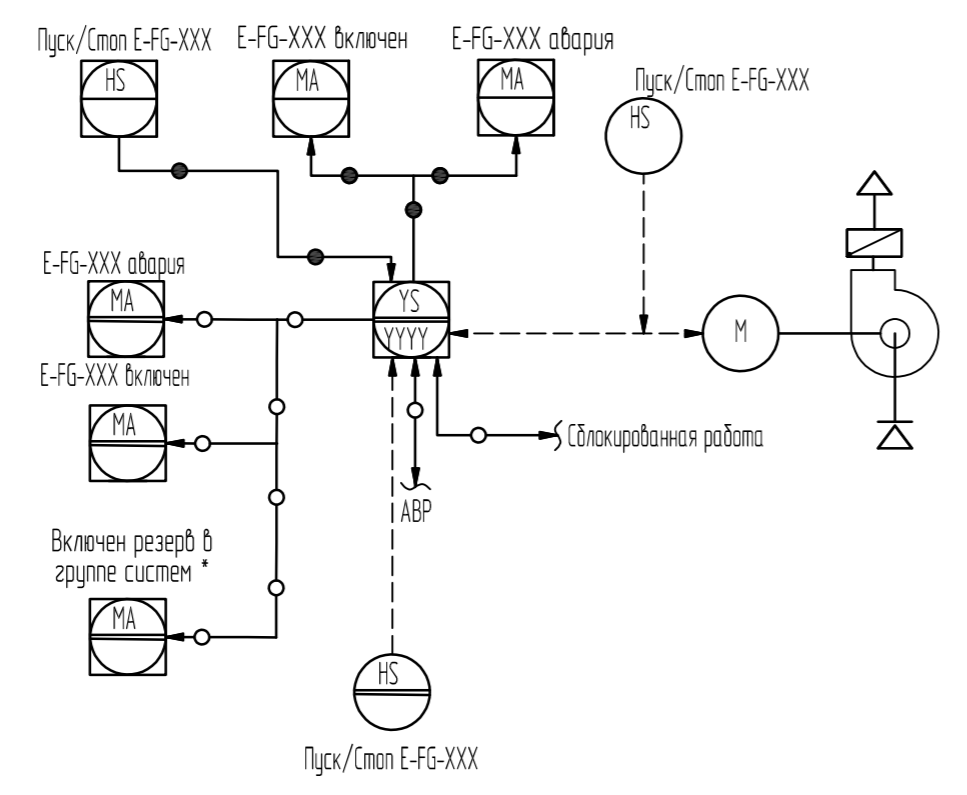 Пуск/Стоп E-FG-XXX
HS
E-FG-XXX включен
MA
E-FG-XXX авария
MA
Пуск/Стоп E-FG-XXX
HS
E-FG-XXX авария
MA
YS
YYYY
M
E-FG-XXX включен
MA
Сблокированная работа
АВР
Включен резерв в
группе систем *
MA
HS
Пуск/Стоп E-FG-XXX